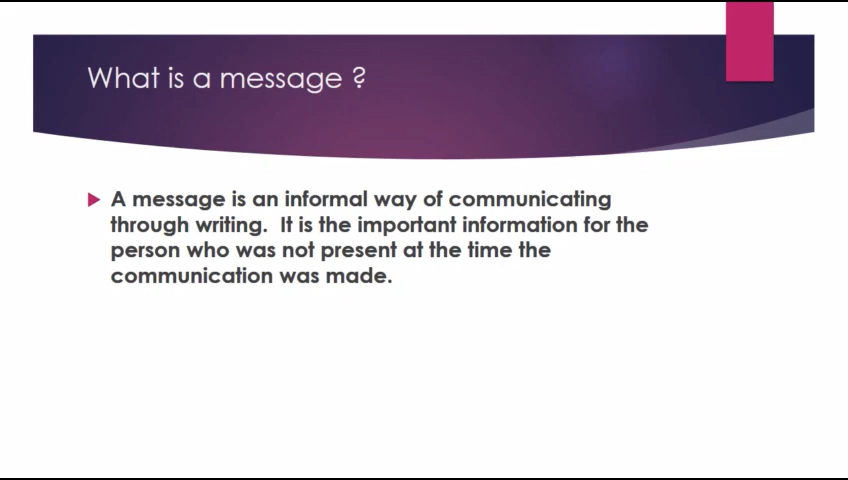 What is a message ?
A message is an informal way of communicating
through writing.  It is the important information for the
person who was not present at the time the
communication was made.